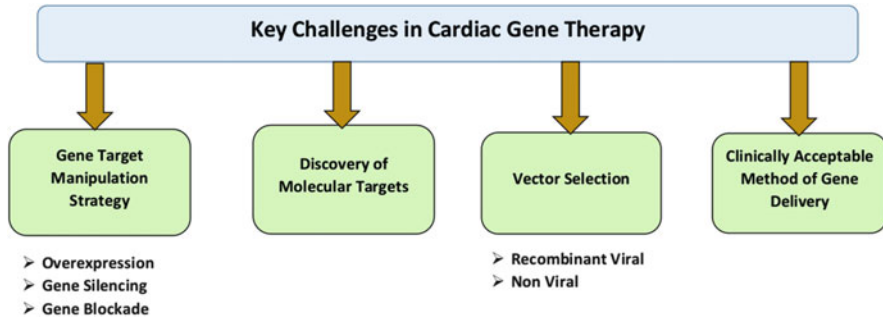 Key Challenges in Cardiac Gene Therapy
Gene Target
Manipulation
Strategy
Discovery of
Molecular Targets
Vector Selection
Clinically Acceptable
Method of Gene
Delivery
➢ Overexpression
➢ Gene Silencing
➢ Gene Blockade
➢ Recombinant Viral
➢ Non Viral